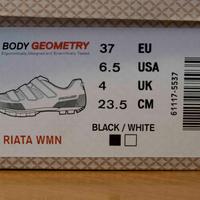 BODY GEOMETRY
Ergonomically Designed and Scientifically Tested
37 EU
6.5 USA
4 UK
23.5 CM
RIATA WMN
BLACK / WHITE
61117-5537